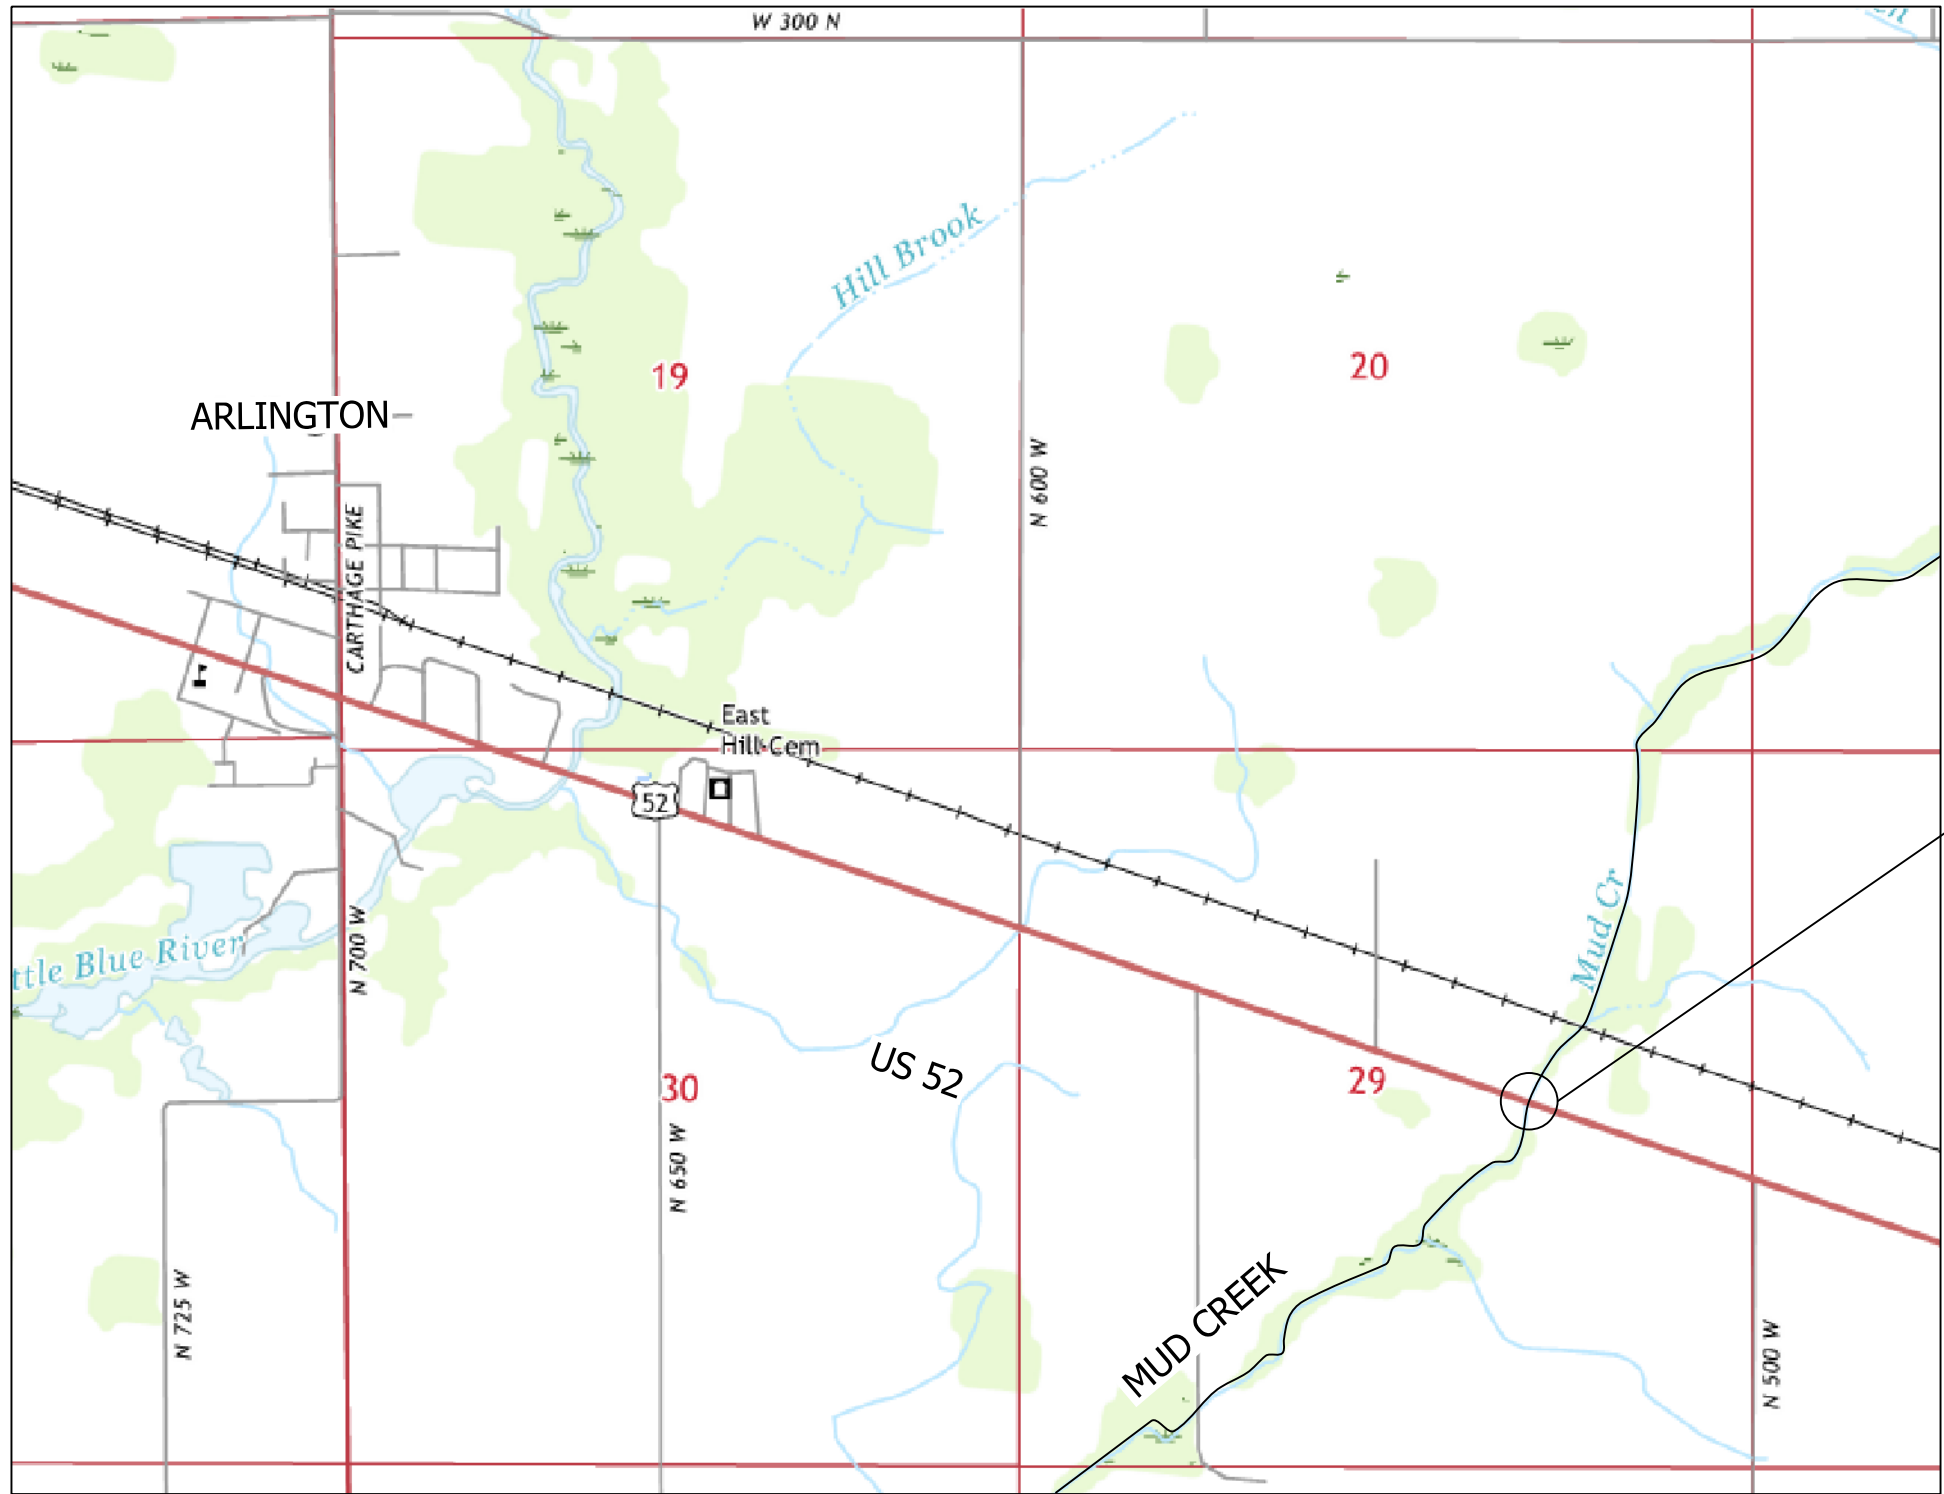 W 300 N
Hill Brook
19
20
ARLINGTON
N 600 W
CARTHAGE PIKE
East
Hill Cem
52
Mud Cr
N 700 W
ttle Blue River
US 52
30
29
N 650 W
MUD CREEK
N 725 W
N 500 W